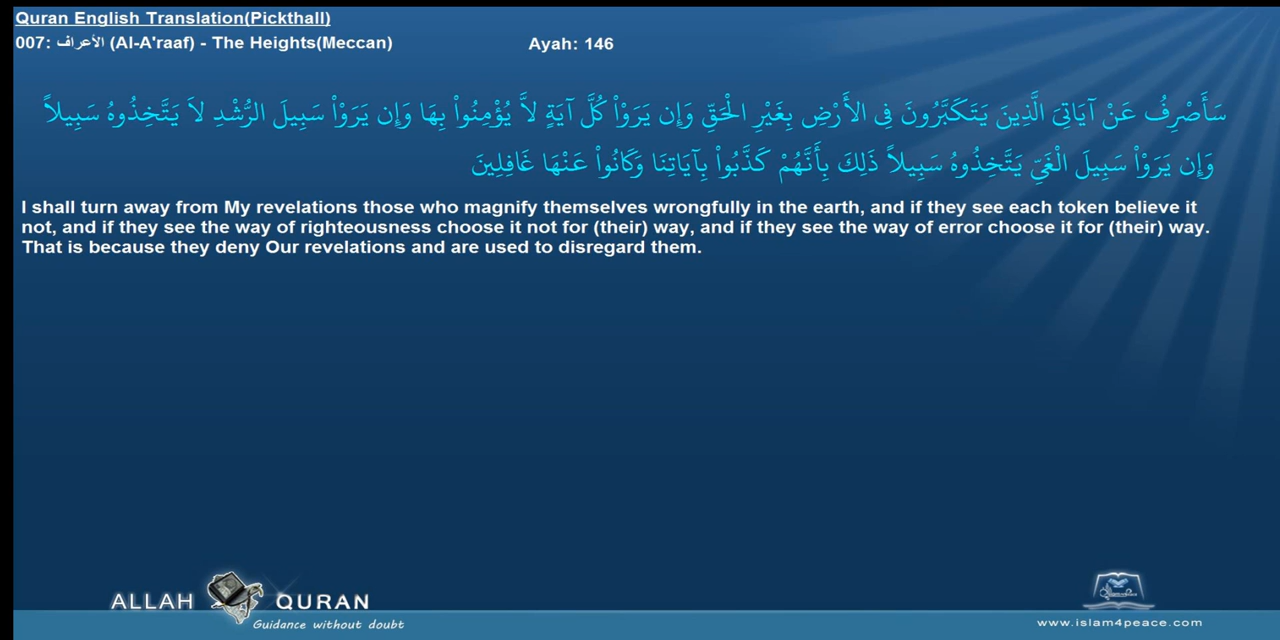 Quran English Translation(Pickthall)
007: الأعراف (Al-A'raaf) - The Heights(Meccan) Ayah: 146
سَأَصْرِفُ عَنْ آيَاتِيَ الَّذِينَ يَتَكَبَّرُونَ فِي الأَرْضِ بِغَيْرِ الْحَقِّ وَإِن يَرَوْاْ كُلَّ آيَةٍ لاَّ يُؤْمِنُواْ بِهَا وَإِن يَرَوْاْ سَبِيلَ الرُّشْدِ لاَ يَتَّخِذُوهُ سَبِيلاً
وَإِن يَرَوْاْ سَبِيلَ الْغَيِّ يَتَّخِذُوهُ سَبِيلاً ذَلِكَ بِأَنَّهُمْ كَذَّبُواْ بِآيَاتِنَا وَكَانُواْ عَنْهَا غَافِلِينَ
I shall turn away from My revelations those who magnify themselves wrongfully in the earth, and if they see each token believe it
not, and if they see the way of righteousness choose it not for (their) way, and if they see the way of error choose it for (their) way.
That is because they deny Our revelations and are used to disregard them.
ALLAH QURAN
Guidance without doubt
www.islam4peace.com